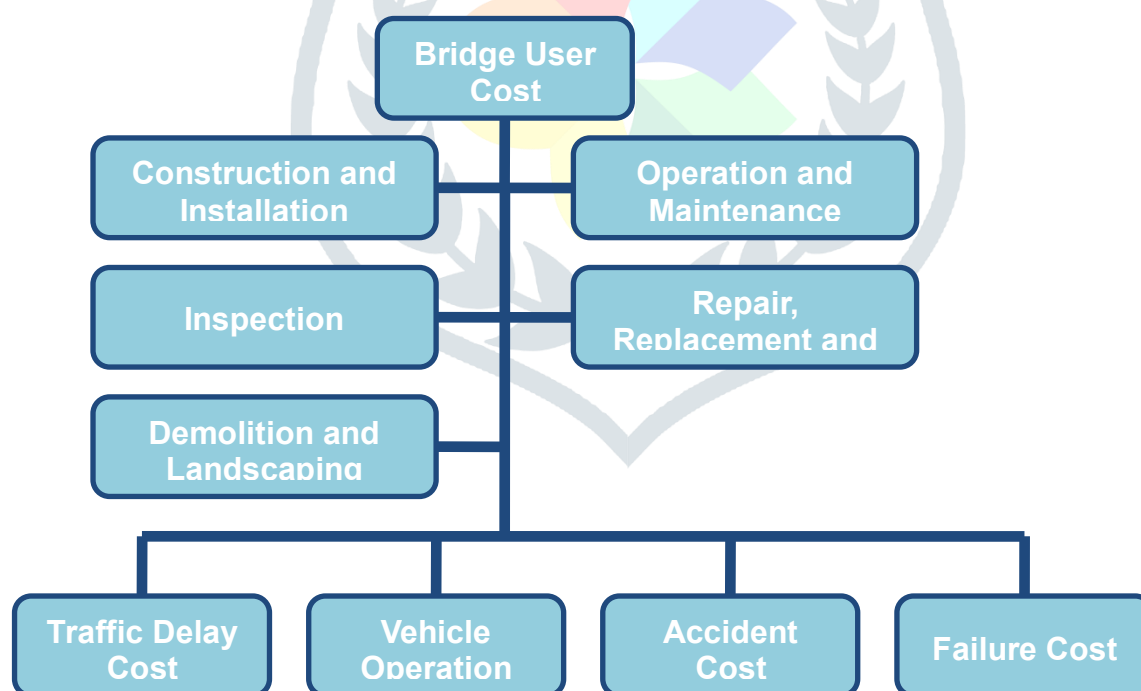 Bridge User
Cost
Construction and
Installation
Operation and
Maintenance
Inspection
Repair,
Replacement and
Demolition and
Landscaping
Traffic Delay
Cost
Vehicle
Operation
Accident
Cost
Failure Cost